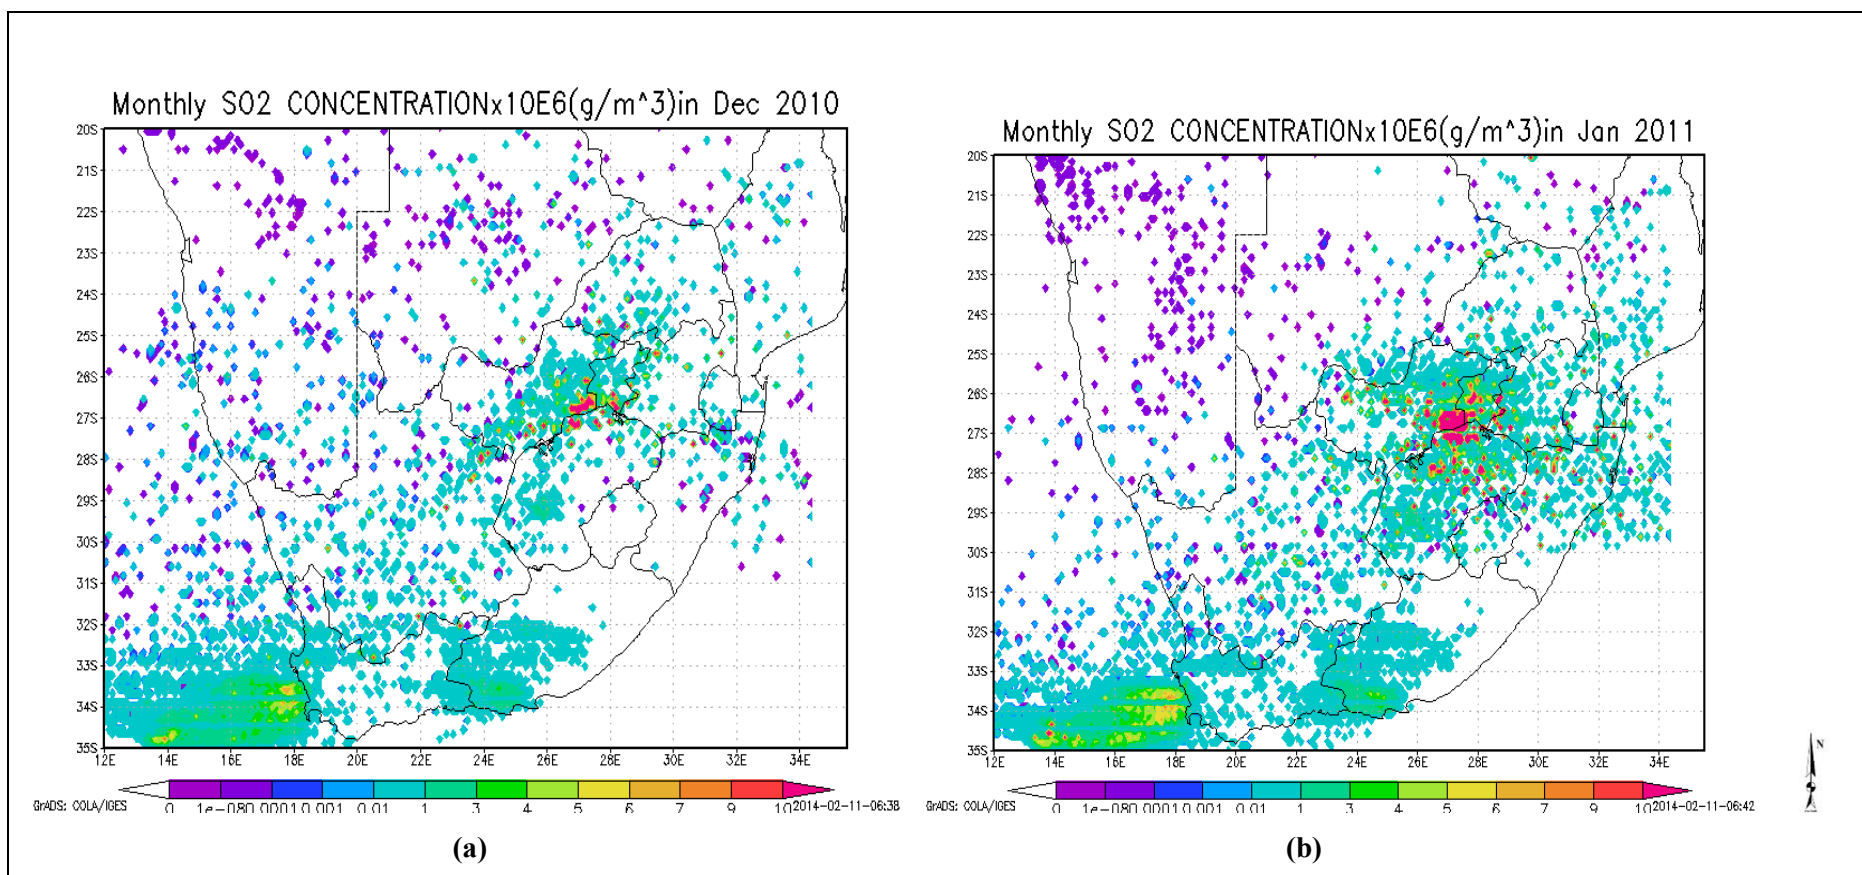 Monthly SO2 CONCENTRATIONx10E6(g/m^3)in Dec 2010
20S
21S
22S
23S
24S
25S
26S
27S
28S
29S
30S
31S
32S
33S
34S
35S
12E 14E 16E 18E 20E 22E 24E 26E 28E 30E 32E 34E
0 1e-08 0.0001 0.001 0.01 1 3 4 5 6 7 9 10
GrADS: COLA/IGES
2014-02-11-06:38
(a)
Monthly SO2 CONCENTRATIONx10E6(g/m^3)in Jan 2011
20S
21S
22S
23S
24S
25S
26S
27S
28S
29S
30S
31S
32S
33S
34S
35S
12E 14E 16E 18E 20E 22E 24E 26E 28E 30E 32E 34E
0 1e-08 0.0001 0.001 0.01 1 3 4 5 6 7 9 10
GrADS: COLA/IGES
2014-02-11-06:42
(b)
N